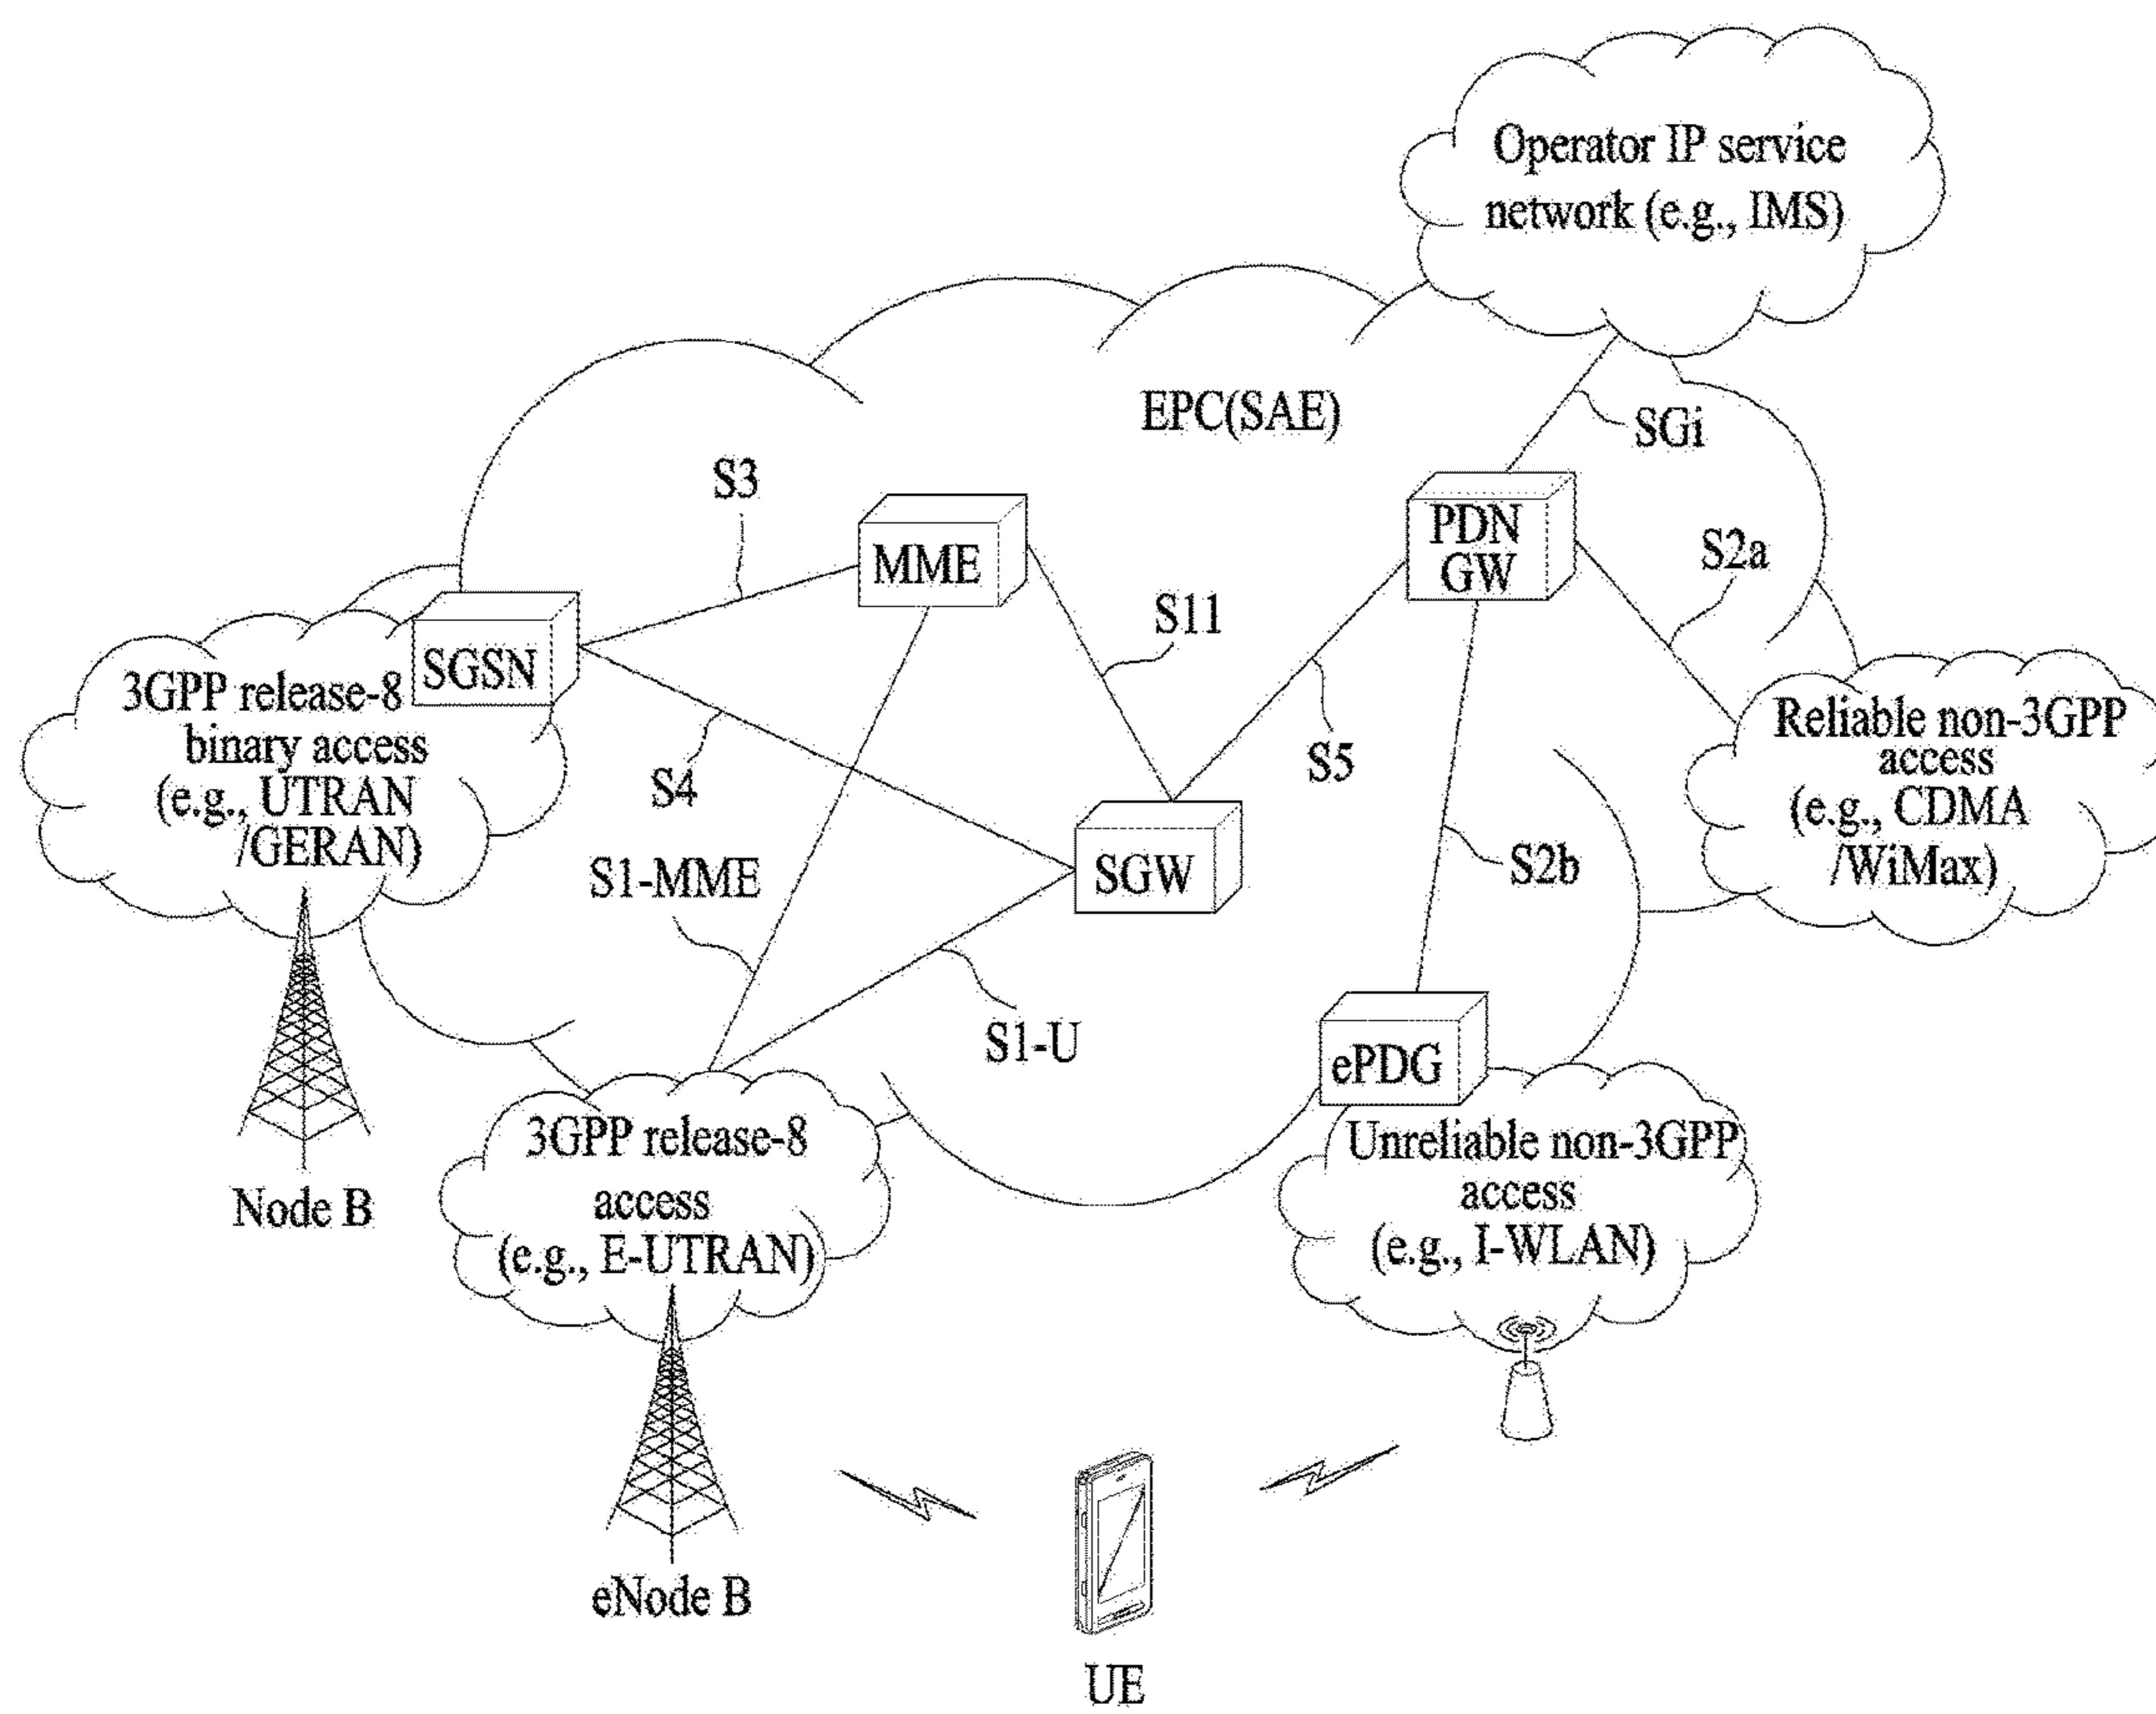 Operator IP service
network (e.g., IMS)
EPC(SAE)
SGi
S3
MME
PDN
GW
S2a
S11
SGSN
3GPP release-8
binary access
(e.g., UTRAN
/GERAN)
S4
S5
Reliable non-3GPP
access
(e.g., CDMA
/WiMax)
S1-MME
SGW
S2b
S1-U
ePDG
Node B
3GPP release-8
access
(e.g., E-UTRAN)
Unreliable non-3GPP
access
(e.g., I-WLAN)
eNode B
UE